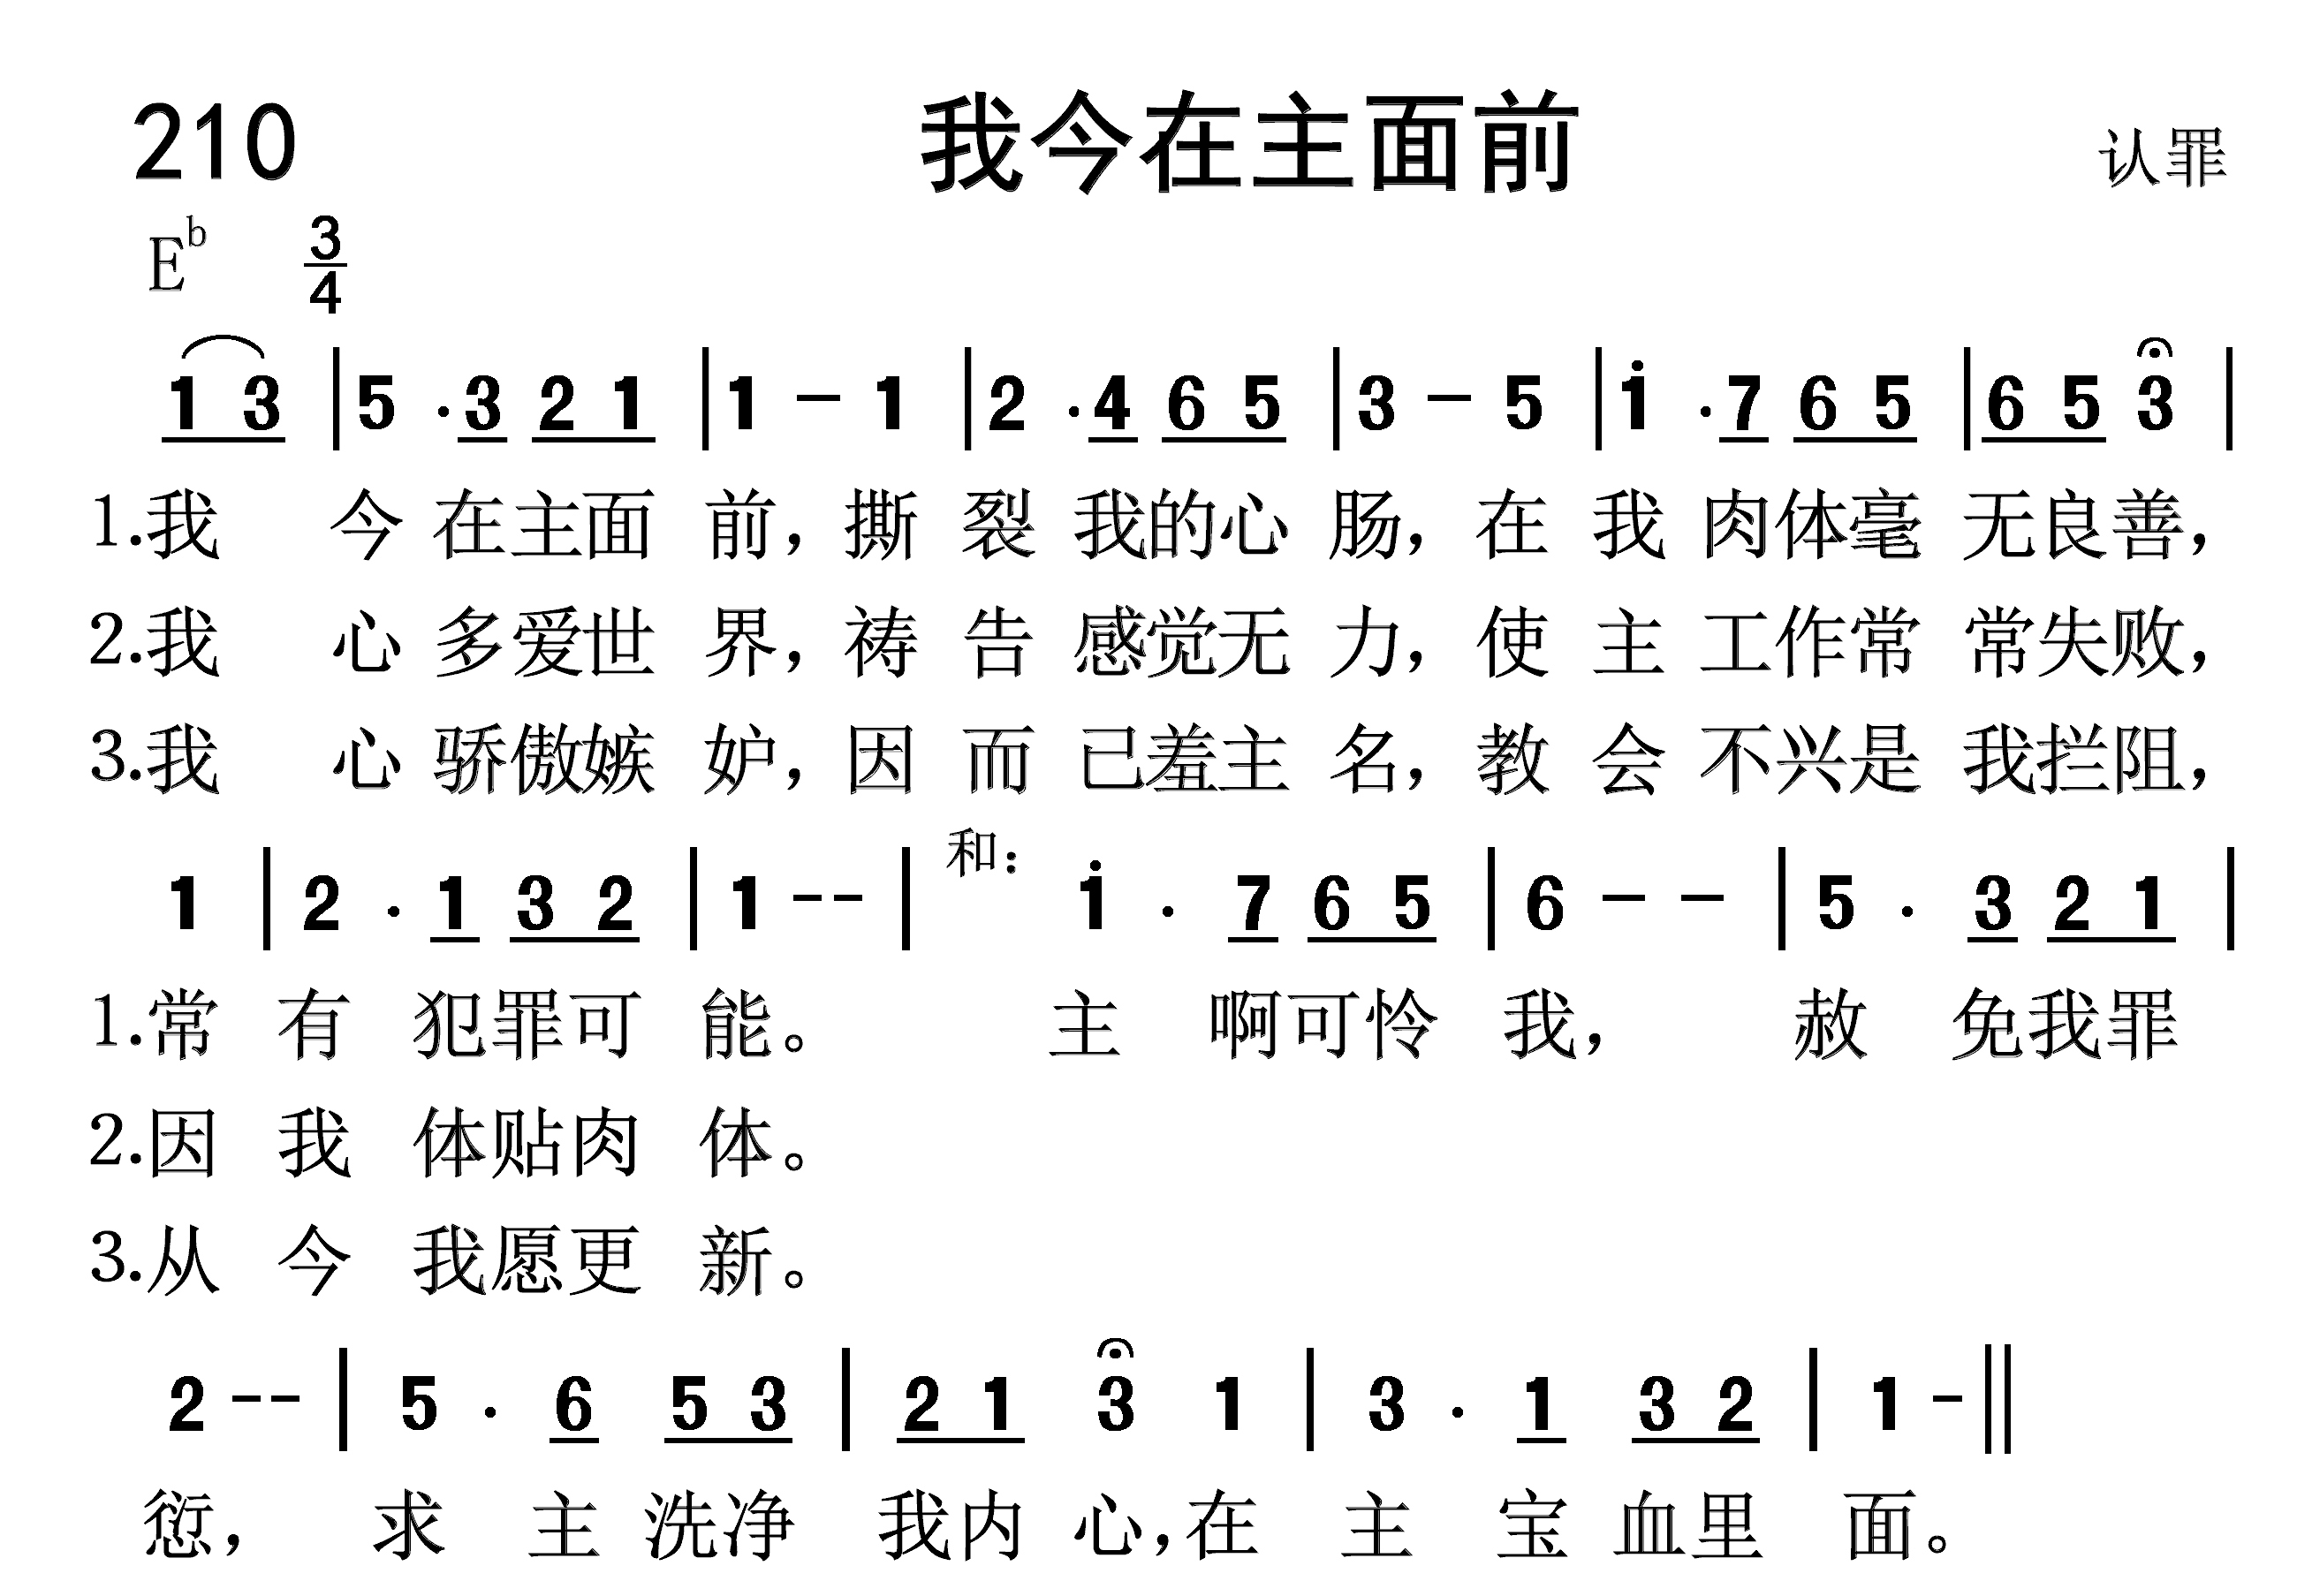 210 我今在主面前 认罪
E♭ 3/4
1 3 | 5 · 3 2 1 | 1 – 1 | 2 · 4 6 5 | 3 – 5 | i · 7 6 5 | 6 5 3 |
1.我 今 在主面 前，撕 裂 我的心 肠，在 我 肉体毫 无良善，
2.我 心 多爱世 界，祷 告 感觉无 力，使 主 工作常 常失败，
3.我 心 骄傲嫉 妒，因 而 已羞主 名，教 会 不兴是 我拦阻，
1 | 2 · 1 3 2 | 1 - - | 和： i · 7 6 5 | 6 – – | 5 · 3 2 1 |
1.常 有 犯罪可 能。 主 啊可怜 我， 赦 免我罪
2.因 我 体贴肉 体。
3.从 今 我愿更 新。
2 - - | 5 · 6 5 3 | 2 1 3 1 | 3 · 1 3 2 | 1 - ‖
愆， 求 主 洗净 我内 心，在 主 宝 血里 面。